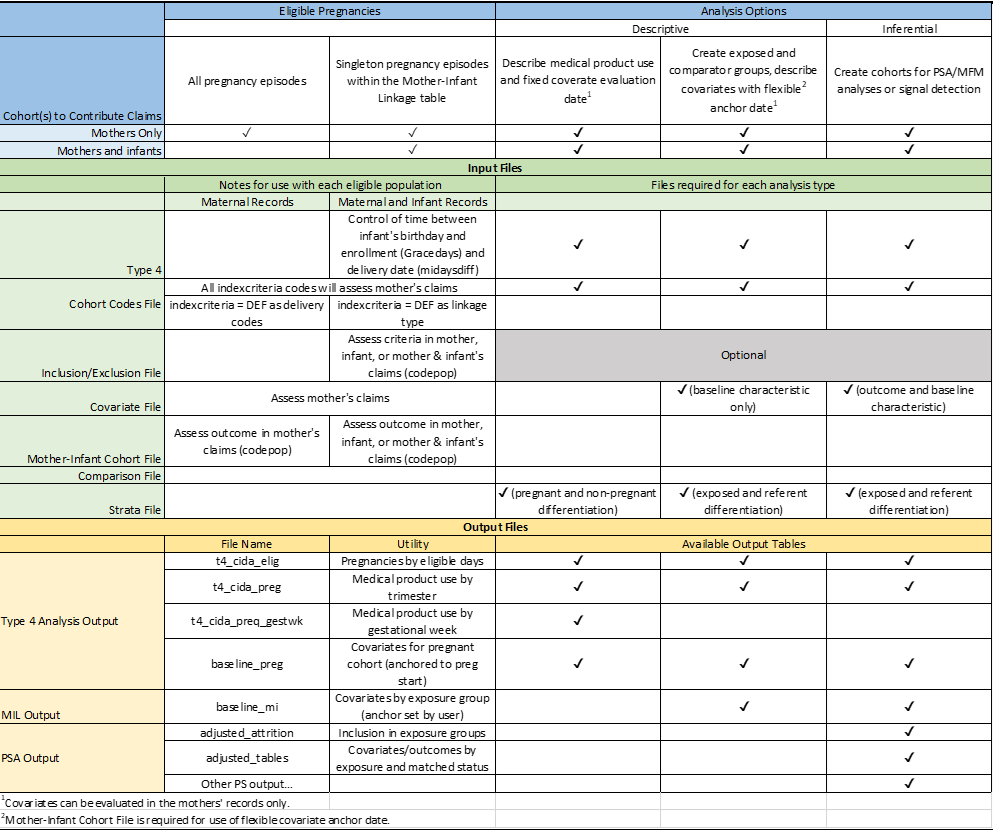 Eligible Pregnancies Analysis Options
Descriptive Inferential
Cohort(s) to Contribute Claims
All pregnancy episodes
Singleton pregnancy episodes
within the Mother-Infant
Linkage table
Describe medical product use
and fixed coverate evaluation
date1
Create exposed and
comparator groups, describe
covariates with flexible2
anchor date1
Create cohorts for PSA/MFM
analyses or signal detection
Mothers Only ✓ ✓ ✓ ✓ ✓
Mothers and infants ✓ ✓ ✓ ✓
Input Files
Notes for use with each eligible population Files required for each analysis type
Maternal Records Maternal and Infant Records
Type 4
Control of time between
infant's birthday and
enrollment (Gracedays) and
delivery date (midaysdiff)
✓ ✓ ✓
Cohort Codes File
All indexcriteria codes will assess mother's claims ✓ ✓ ✓
indexcriteria = DEF as delivery
codes
indexcriteria = DEF as linkage
type
Inclusion/Exclusion File
Assess criteria in mother,
infant, or mother & infant's
claims (codepop)
Optional
Covariate File
Assess mother's claims
✓(baseline characteristic
only)
✓(outcome and baseline
characteristic)
Mother-Infant Cohort File
Assess outcome in mother's
claims (codepop)
Assess outcome in mother,
infant, or mother & infant's
claims (codepop)
Comparison File
Strata File
✓(pregnant and non-pregnant
differentiation)
✓(exposed and referent
differentiation)
✓(exposed and referent
differentiation)
Output Files
File Name Utility Available Output Tables
Type 4 Analysis Output
t4_cida_elig Pregnancies by eligible days ✓ ✓ ✓
t4_cida_preg
Medical product use by
trimester
✓ ✓ ✓
t4_cida_preq_gestwk
Medical product use by
gestational week
✓
baseline_preg
Covariates for pregnant
cohort (anchored to preg
start)
✓ ✓ ✓
MIL Output
baseline_mi
Covariates by exposure group
(anchor set by user)
✓ ✓
PSA Output
adjusted_attrition Inclusion in exposure groups ✓
adjusted_tables
Covariates/outcomes by
exposure and matched status
✓
Other PS output... ✓
1Covariates can be evaluated in the mothers' records only.
2Mother-Infant Cohort File is required for use of flexible covariate anchor date.